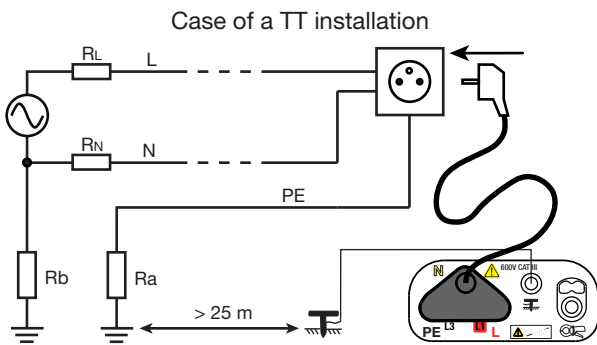 Case of a TT installation
RL
L
RN
N
PE
Rb
Ra
> 25 m
N
600V CAT III
PE
L3
L1
L